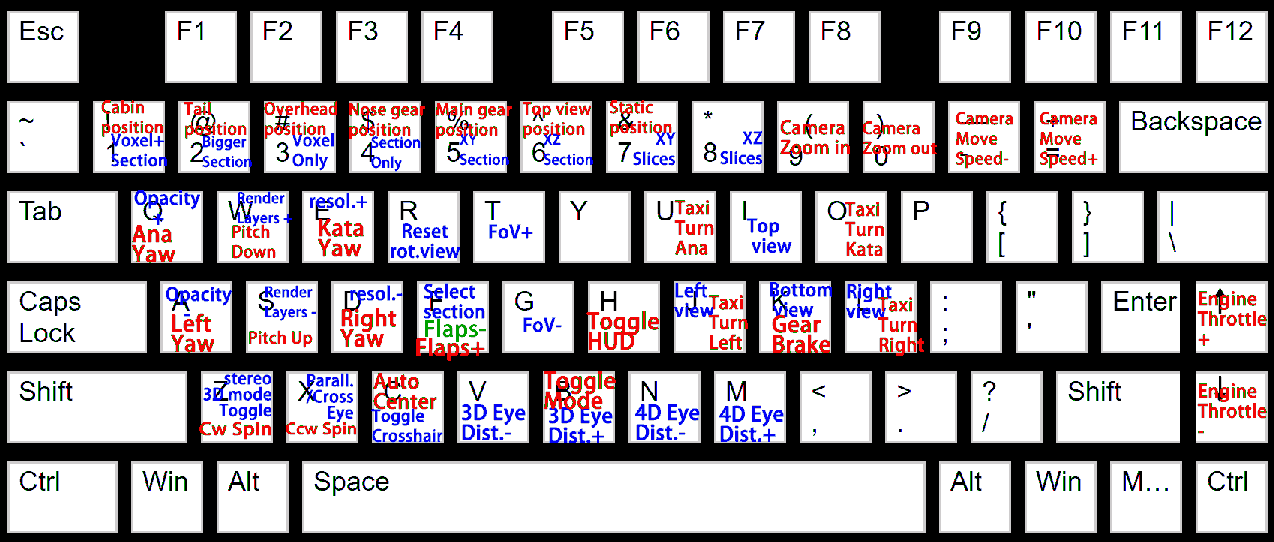 Esc F1 F2 F3 F4 F5 F6 F7 F8 F9 F10 F11 F12
~ `
! 1 Cabin position Voxel+ Section
@ 2 Tail position Bigger Section
# 3 Overhead position Voxel Only
$ 4 Nose gear position Section Only
% 5 Main gear position XY Section
^ 6 Top view position XZ Section
& 7 Static position XY Slices
* 8 XZ Slices
( 9 Camera Zoom in
) 0 Camera Zoom out
- Camera Move Speed-
+ = Camera Move Speed+
Backspace
Tab
Q Opacity + Ana Yaw
W Render Layers + Pitch Down
E resol.+ Kata Yaw
R Reset rot.view
T FoV+
Y
U Taxi Turn Ana
I Top view
O Taxi Turn Kata
P
{ [
} ]
| \
Caps Lock
A Opacity - Left Yaw
S Render Layers - Pitch Up
D resol.- Right Yaw
F Select section Flaps- Flaps+
G FoV-
H Toggle HUD
J Left view Taxi Turn Left
K Bottom view Gear Brake
L Right view Taxi Turn Right
: ;
" '
Enter
↑ Engine Throttle +
Shift
Z stereo 3D mode Toggle Cw Spin
X Parall. Cross Eye Ccw Spin
C Auto Center Toggle Crosshair
V 3D Eye Dist.-
B Toggle Mode 3D Eye Dist.+
N 4D Eye Dist.-
M 4D Eye Dist.+
< ,
> .
? /
Shift
↓ Engine Throttle -
Ctrl Win Alt Space Alt Win M... Ctrl